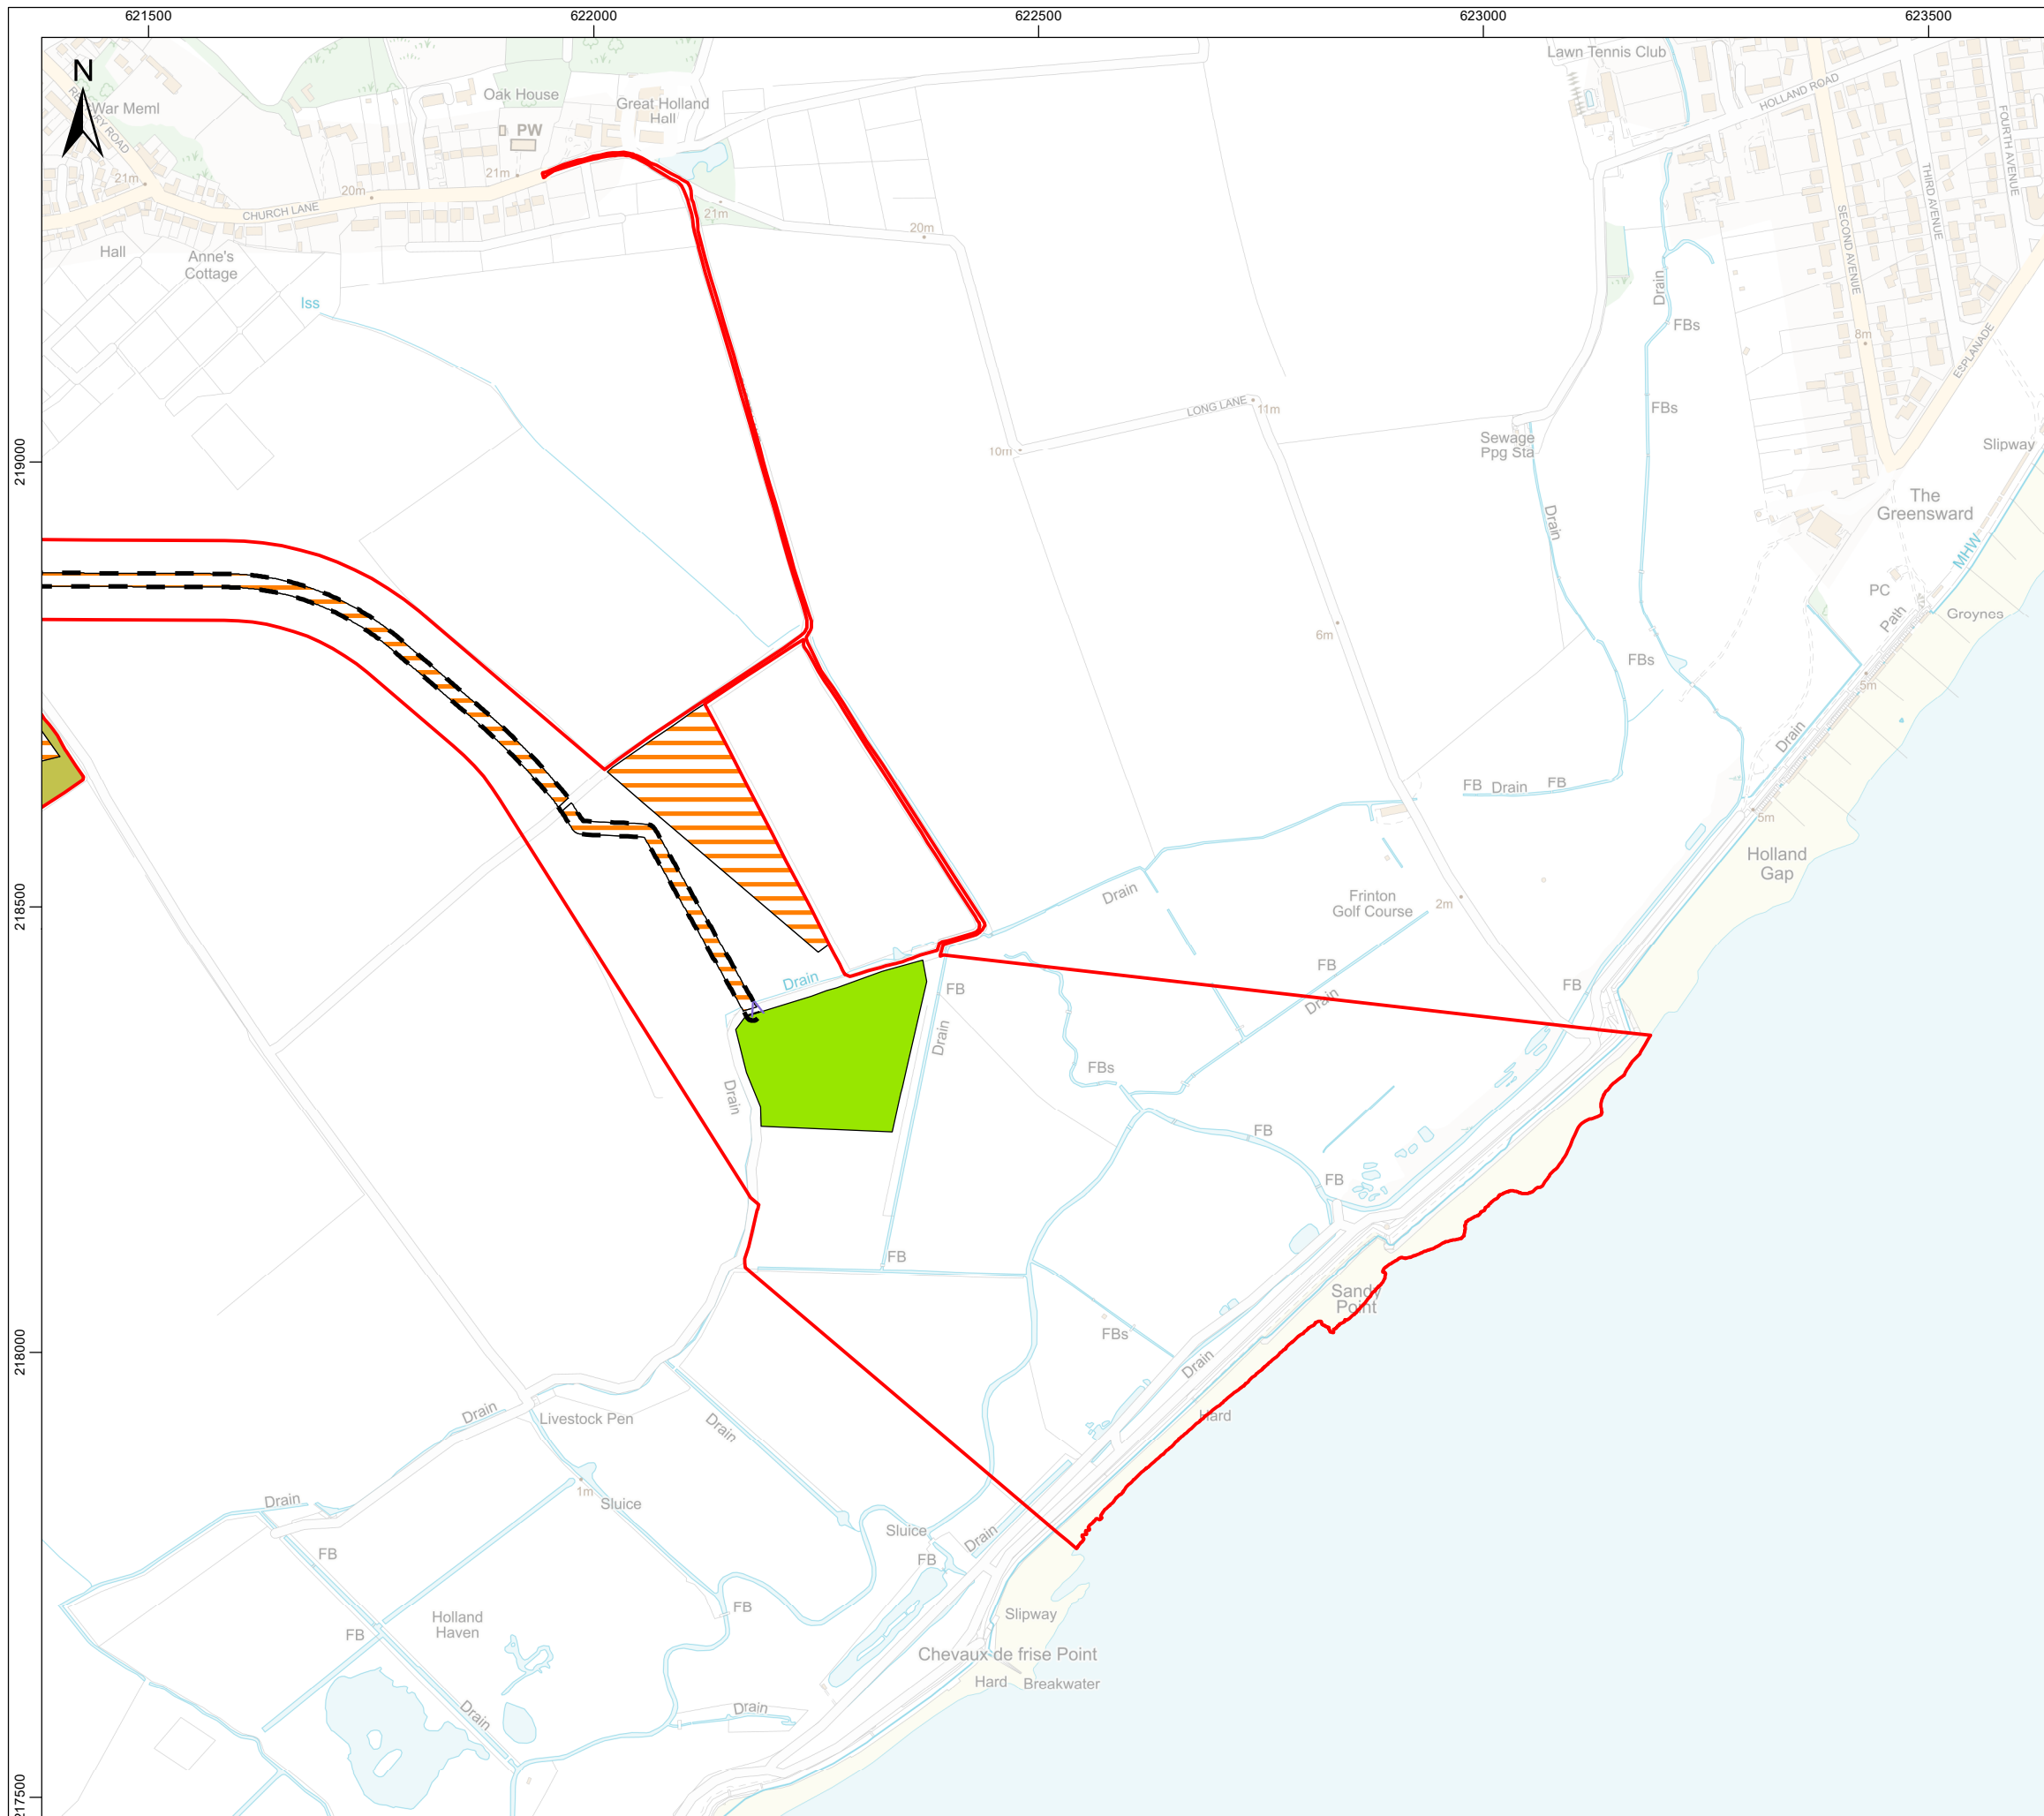 621500
622000
622500
623000
623500
N
War Meml
RECTORY ROAD
Oak House
Great Holland
Hall
PW
Lawn Tennis Club
HOLLAND ROAD
FOURTH AVENUE
THIRD AVENUE
SECOND AVENUE
ESPLANADE
21m
20m
21m
CHURCH LANE
21m
20m
Hall
Anne's
Cottage
Iss
Drain
FBs
8m
FBs
LONG LANE
11m
10m
Sewage
Ppg Sta
Slipway
219000
The
Greensward
Drain
MHW
PC
Path
Groynes
6m
FBs
5m
Drain
FB
Drain
FB
5m
Holland
Gap
218500
Drain
Frinton
Golf Course
2m
Drain
FB
FB
FB
Drain
Drain
Drain
FBs
FB
FB
FB
Sandy
Point
FBs
218000
Drain
Hard
Drain
Livestock Pen
Drain
Drain
1m
Sluice
Sluice
Drain
FB
FB
FB
Holland
Haven
FB
Slipway
Chevaux de frise Point
Hard
Breakwater
Drain
Drain
217500